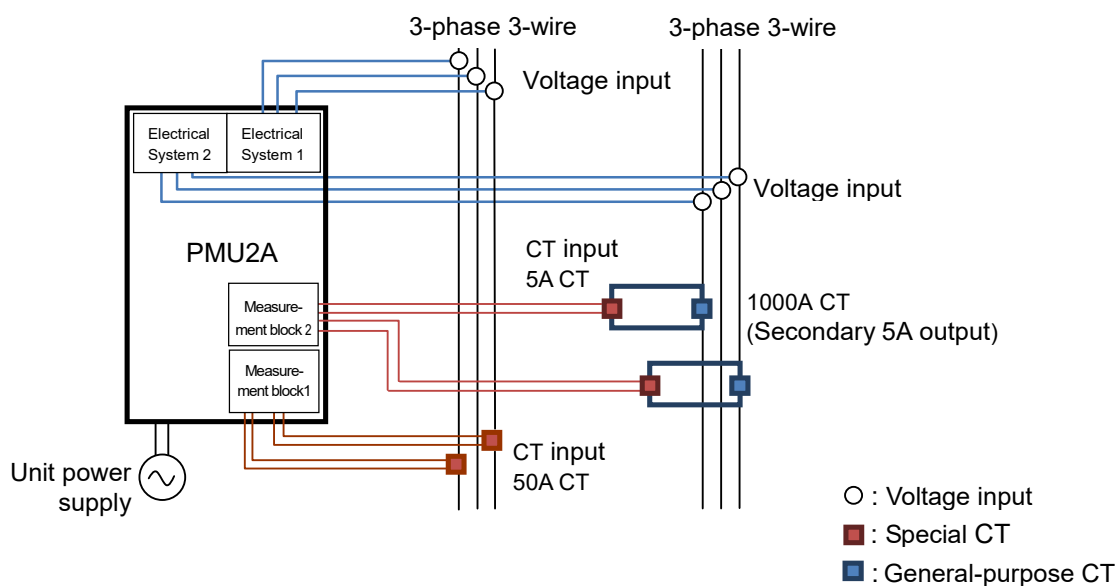 3-phase 3-wire
3-phase 3-wire
Voltage input
Electrical
System 2
Electrical
System 1
Voltage input
PMU2A
CT input
5A CT
Measure-
ment block 2
1000A CT
(Secondary 5A output)
Measure-
ment block1
CT input
50A CT
Unit power
supply
: Voltage input
: Special CT
: General-purpose CT